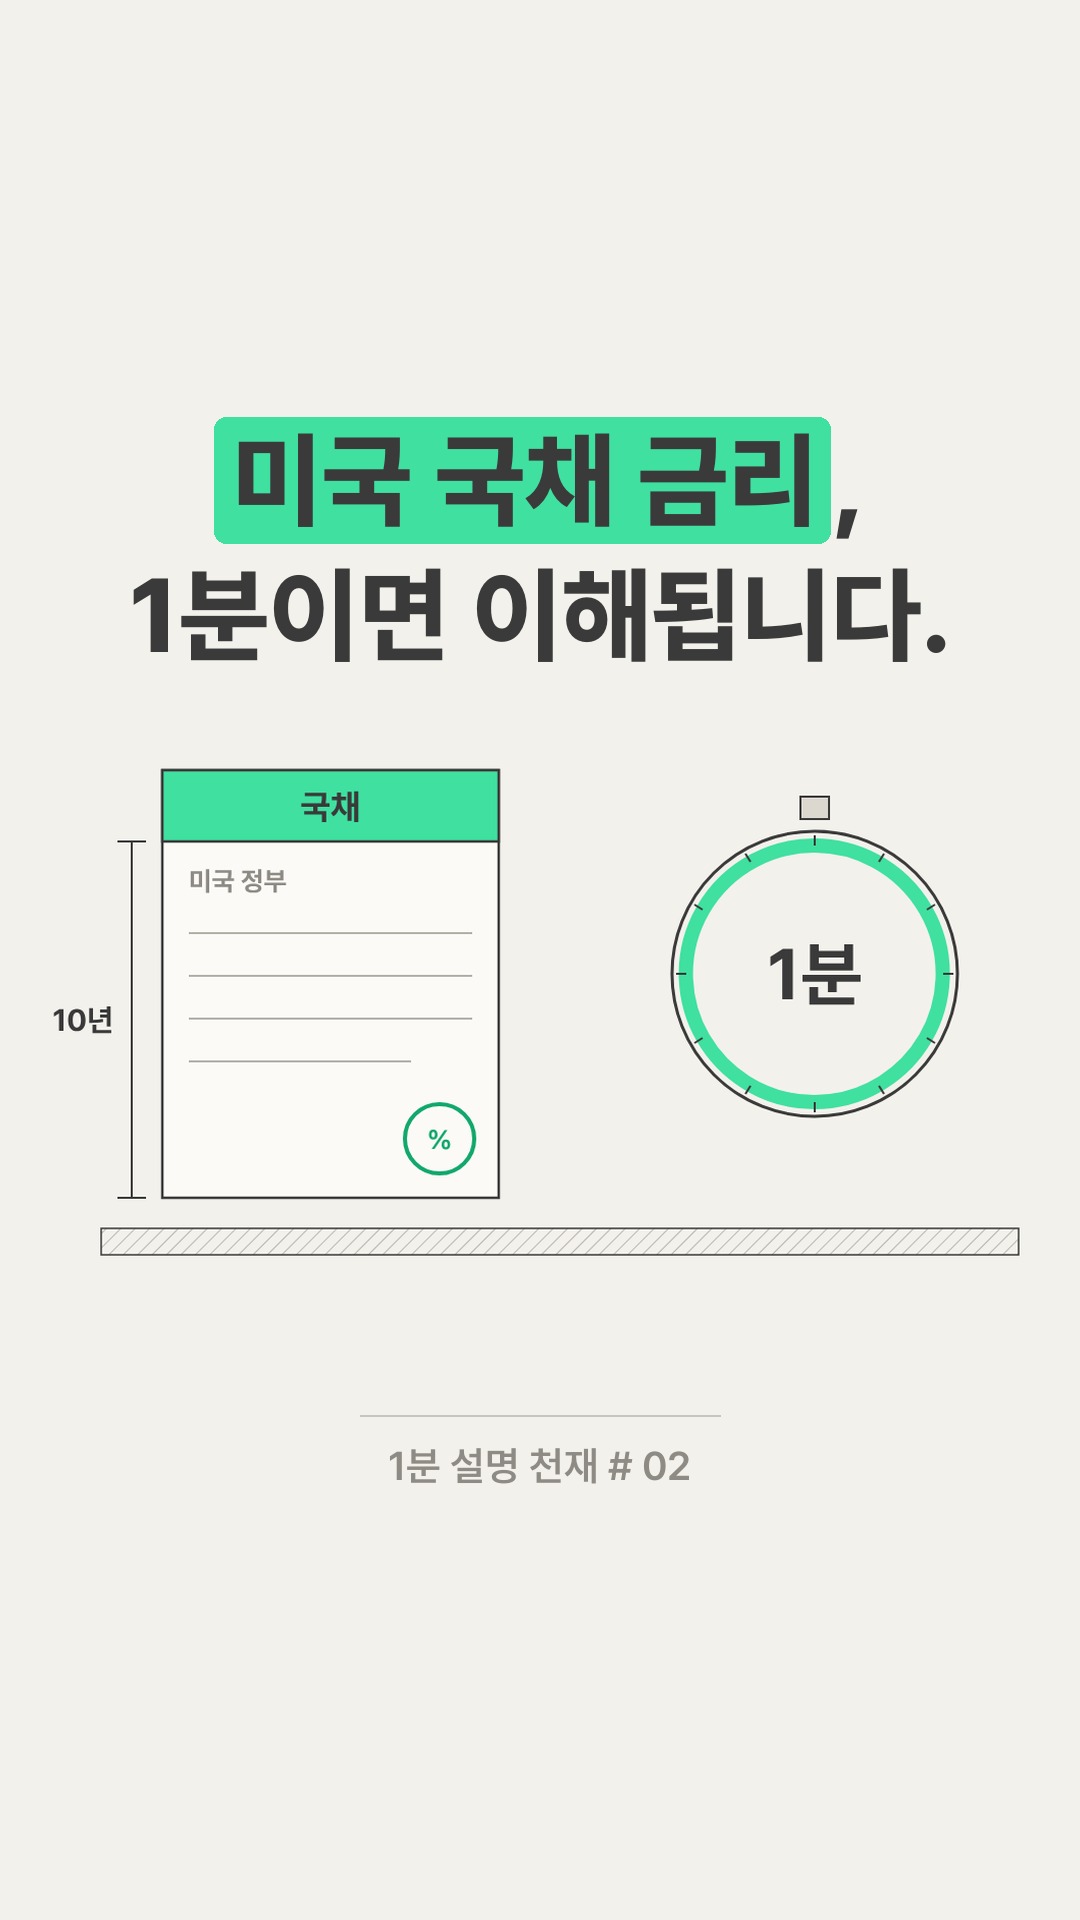 미국 국채 금리,
1분이면 이해됩니다.
국채
미국 정부
10년
%
1분
1분 설명 천재 # 02